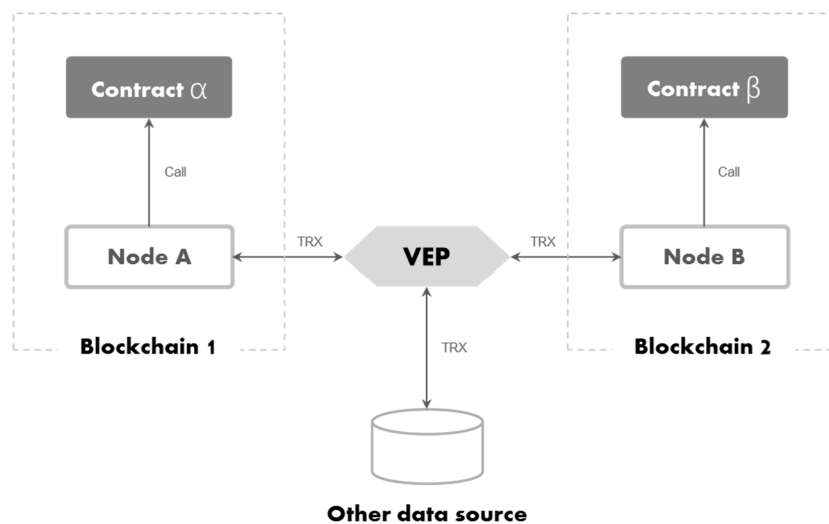 Contract α
Contract β
Call
Call
Node A
TRX
VEP
TRX
Node B
Blockchain 1
Blockchain 2
TRX
Other data source